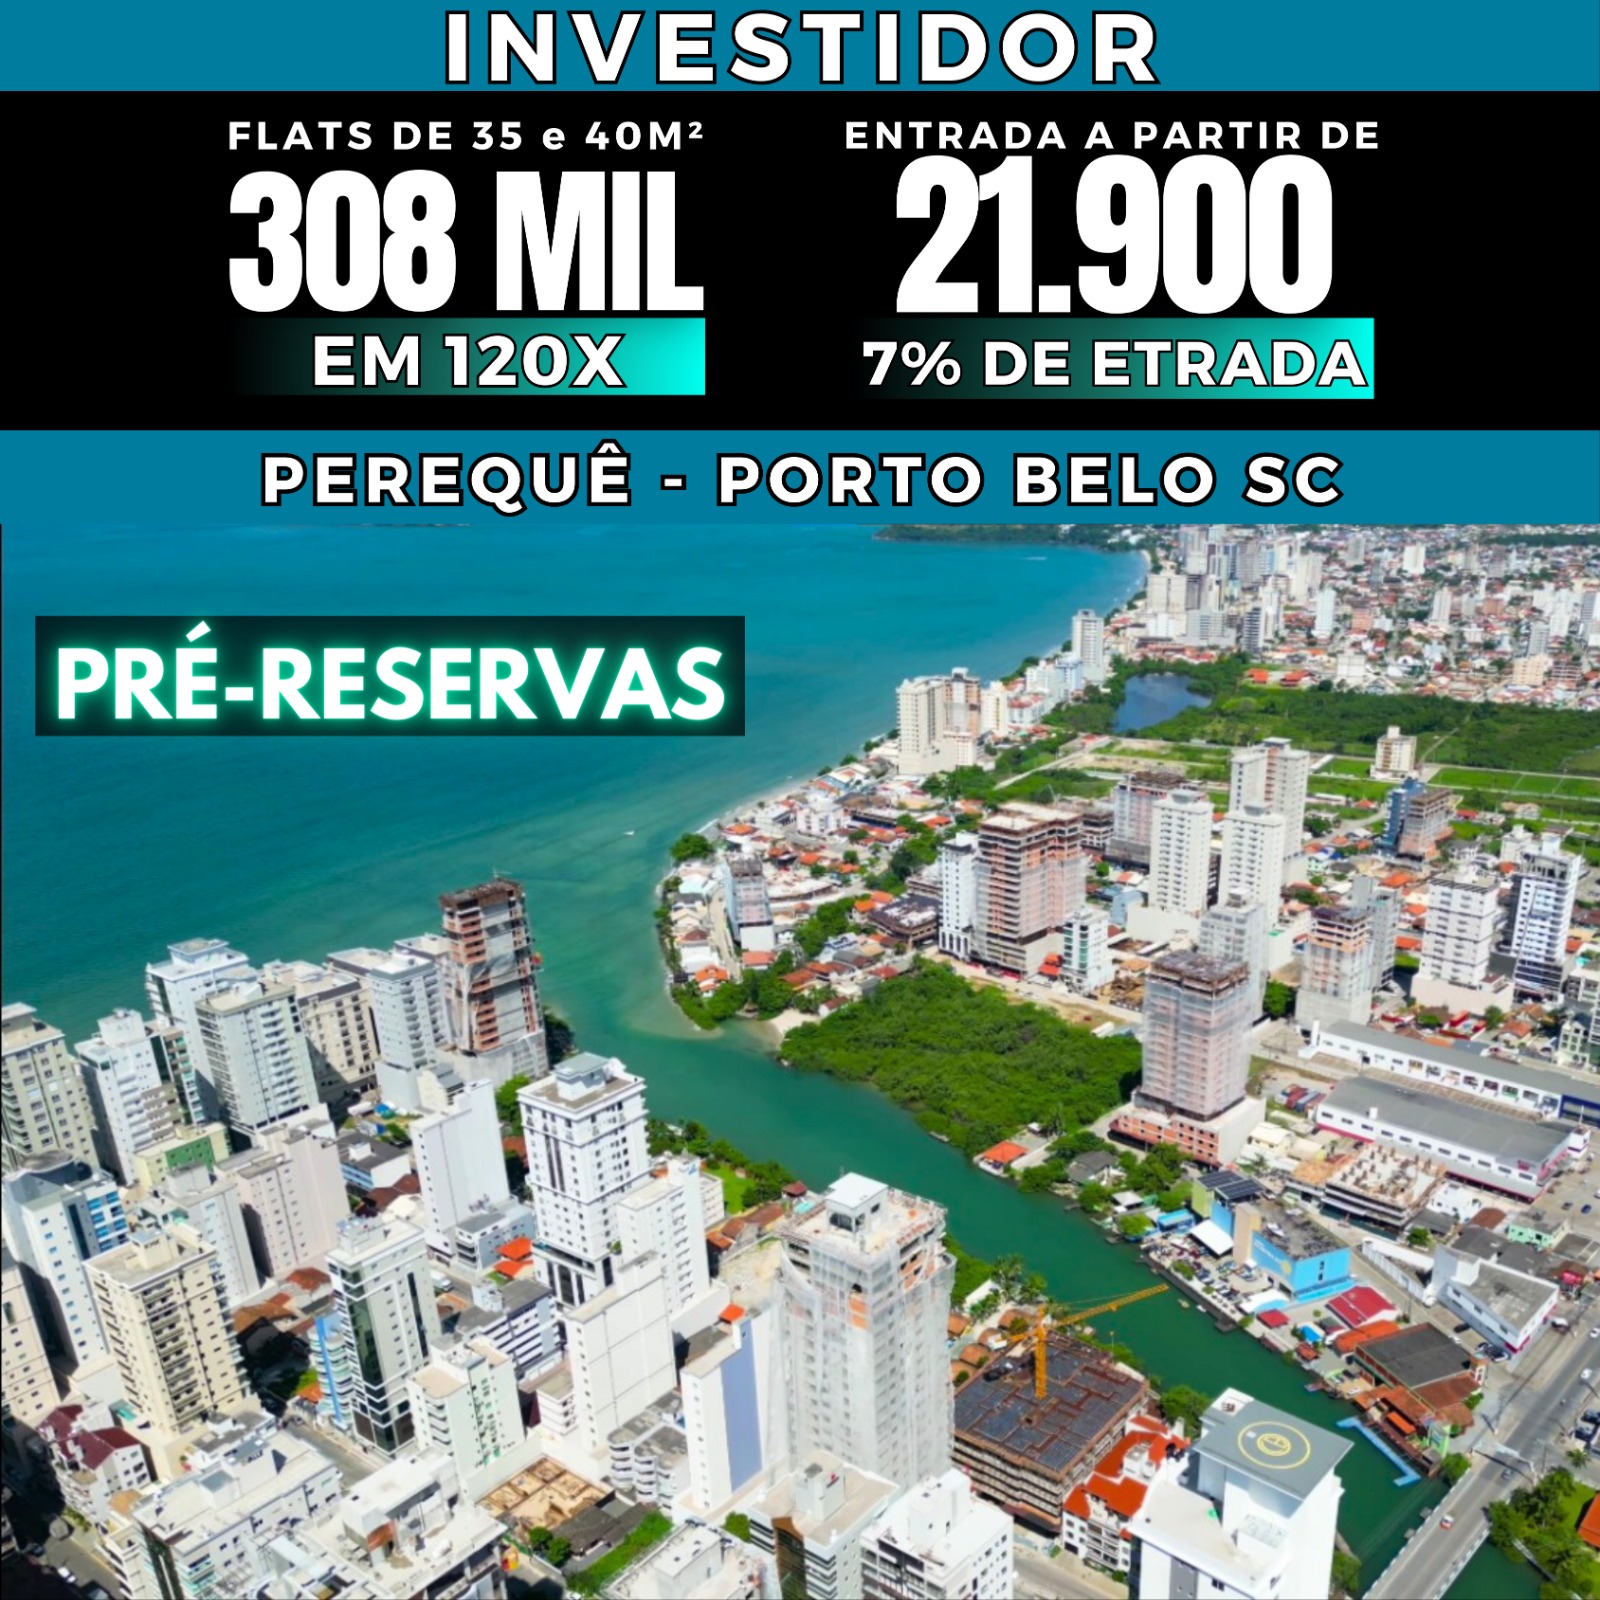 INVESTIDOR
FLATS DE 35 e 40M²
308 MIL
EM 120X
ENTRADA A PARTIR DE
21.900
7% DE ETRADA
PEREQUÊ - PORTO BELO SC
PRÉ-RESERVAS